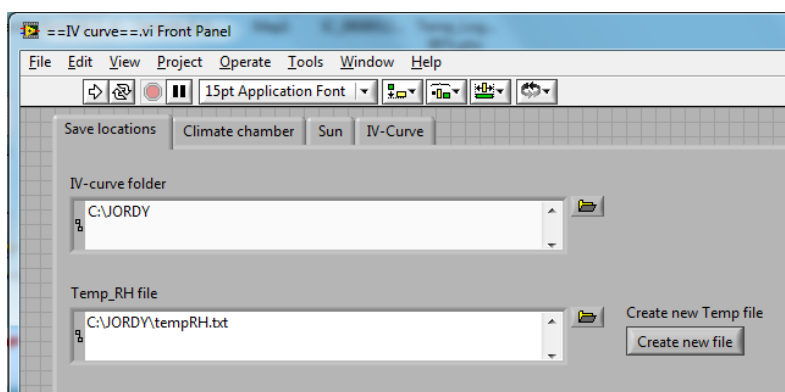 ==IV curve==.vi Front Panel
File Edit View Project Operate Tools Window Help
15pt Application Font
Save locations Climate chamber Sun IV-Curve
IV-curve folder
C:\JORDY
Temp_RH file
C:\JORDY\tempRH.txt
Create new Temp file
Create new file